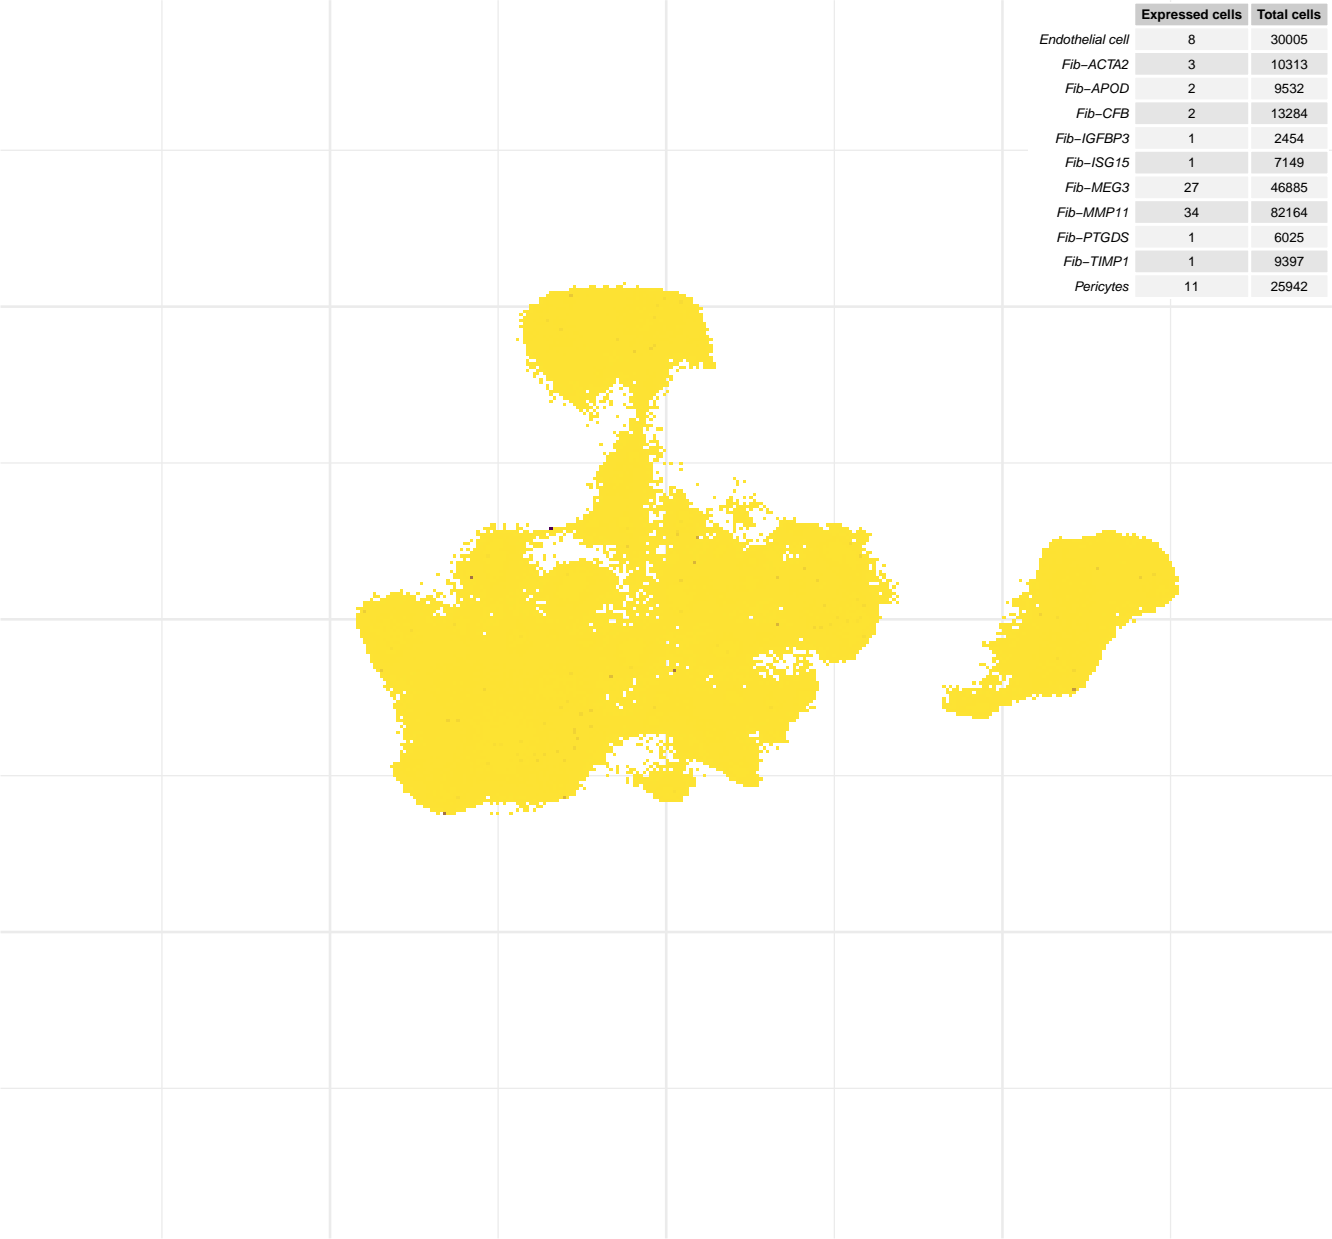 Expressed cells Total cells
Endothelial cell 8 30005
Fib−ACTA2 3 10313
Fib−APOD 2 9532
Fib−CFB 2 13284
Fib−IGFBP3 1 2454
Fib−ISG15 1 7149
Fib−MEG3 27 46885
Fib−MMP11 34 82164
Fib−PTGDS 1 6025
Fib−TIMP1 1 9397
Pericytes 11 25942